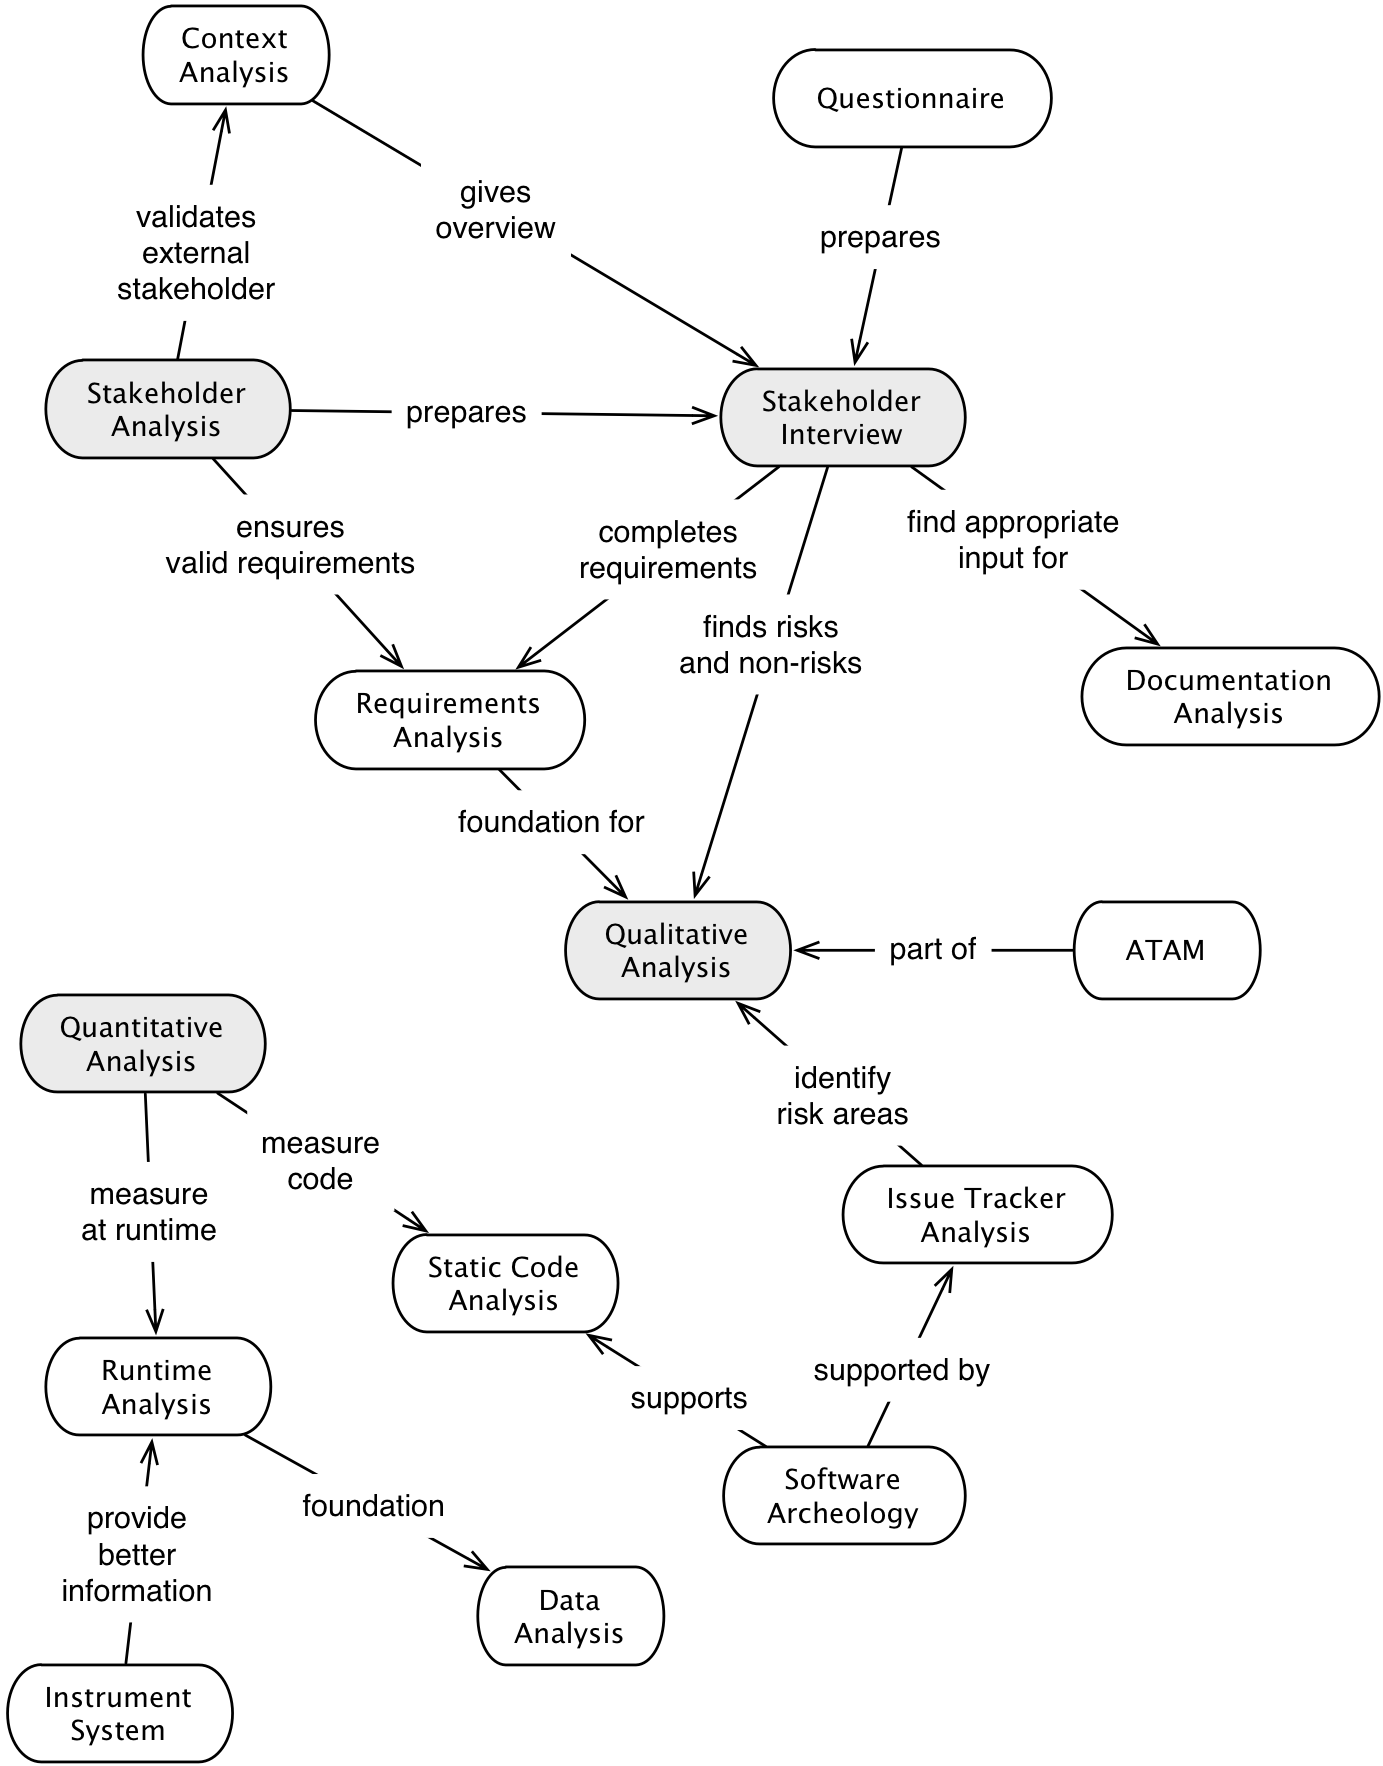 Context
Analysis
Questionnaire
gives
overview
validates
external
stakeholder
prepares
Stakeholder
Analysis
prepares
Stakeholder
Interview
ensures
valid requirements
completes
requirements
find appropriate
input for
finds risks
and non-risks
Requirements
Analysis
Documentation
Analysis
foundation for
Qualitative
Analysis
part of
ATAM
Quantitative
Analysis
identify
risk areas
measure
code
measure
at runtime
Issue Tracker
Analysis
Static Code
Analysis
Runtime
Analysis
supports
supported by
Software
Archeology
foundation
provide
better
information
Data
Analysis
Instrument
System